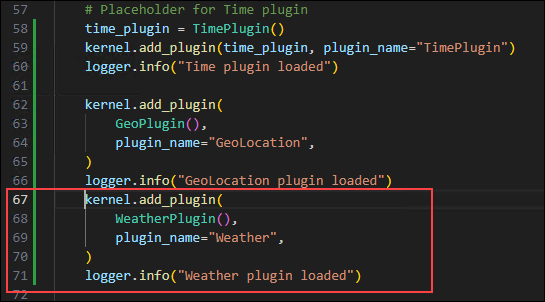 57 # Placeholder for Time plugin
58 time_plugin = TimePlugin()
59 kernel.add_plugin(time_plugin, plugin_name="TimePlugin")
60 logger.info("Time plugin loaded")
61
62 kernel.add_plugin(
63     GeoPlugin(),
64     plugin_name="GeoLocation",
65 )
66 logger.info("GeoLocation plugin loaded")
67 kernel.add_plugin(
68     WeatherPlugin(),
69     plugin_name="Weather",
70 )
71 logger.info("Weather plugin loaded")
72